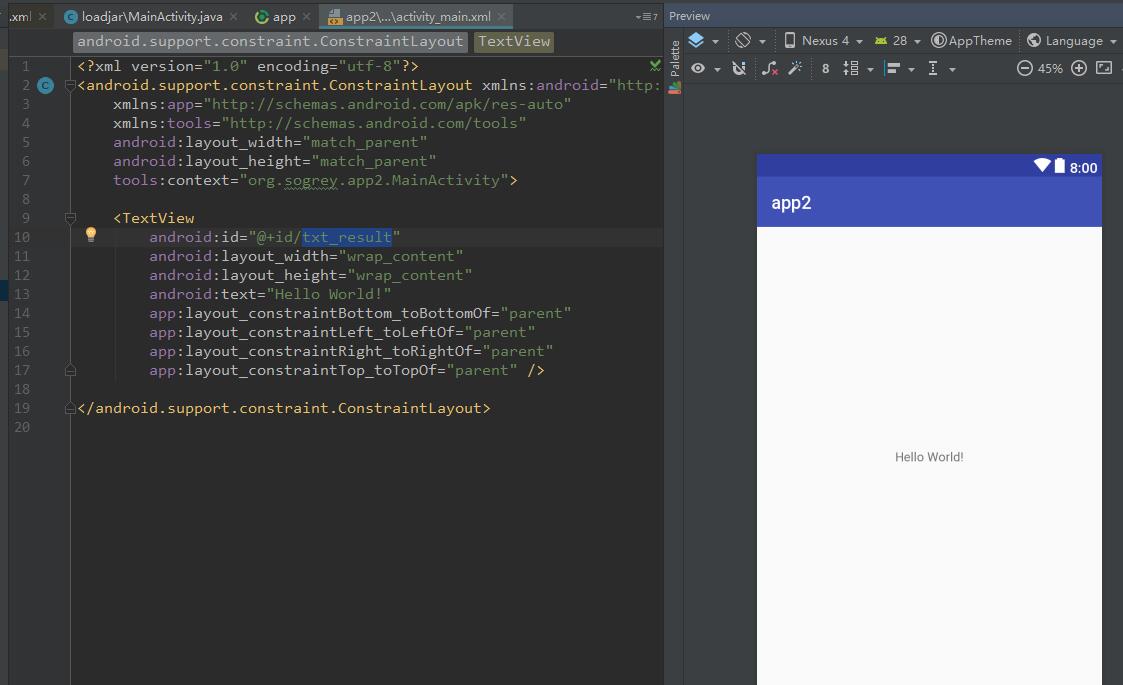 .xml
loadjar\MainActivity.java
app
app2\...\activity_main.xml
7
Preview
android.support.constraint.ConstraintLayout
TextView
Palette
Nexus 4
28
AppTheme
Language
8
45%
1 <?xml version="1.0" encoding="utf-8"?>
2 <android.support.constraint.ConstraintLayout xmlns:android="http:
3 xmlns:app="http://schemas.android.com/apk/res-auto"
4 xmlns:tools="http://schemas.android.com/tools"
5 android:layout_width="match_parent"
6 android:layout_height="match_parent"
7 tools:context="org.sogrey.app2.MainActivity">
8
9 <TextView
10 android:id="@+id/txt_result"
11 android:layout_width="wrap_content"
12 android:layout_height="wrap_content"
13 android:text="Hello World!"
14 app:layout_constraintBottom_toBottomOf="parent"
15 app:layout_constraintLeft_toLeftOf="parent"
16 app:layout_constraintRight_toRightOf="parent"
17 app:layout_constraintTop_toTopOf="parent" />
18
19 </android.support.constraint.ConstraintLayout>
20
C
8:00
app2
Hello World!